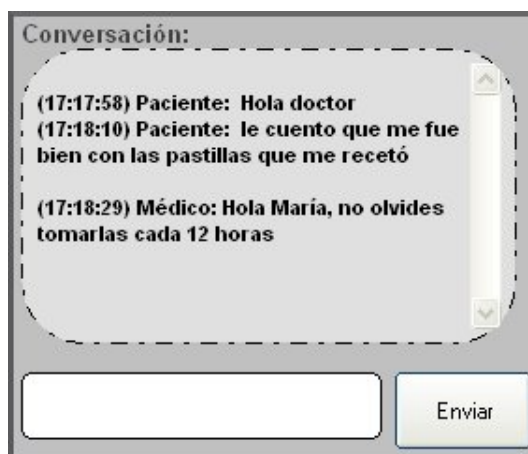 Conversación:
(17:17:58) Paciente:  Hola doctor
(17:18:10) Paciente:  le cuento que me fue
bien con las pastillas que me recetó
(17:18:29) Médico: Hola María, no olvides
tomarlas cada 12 horas
Enviar